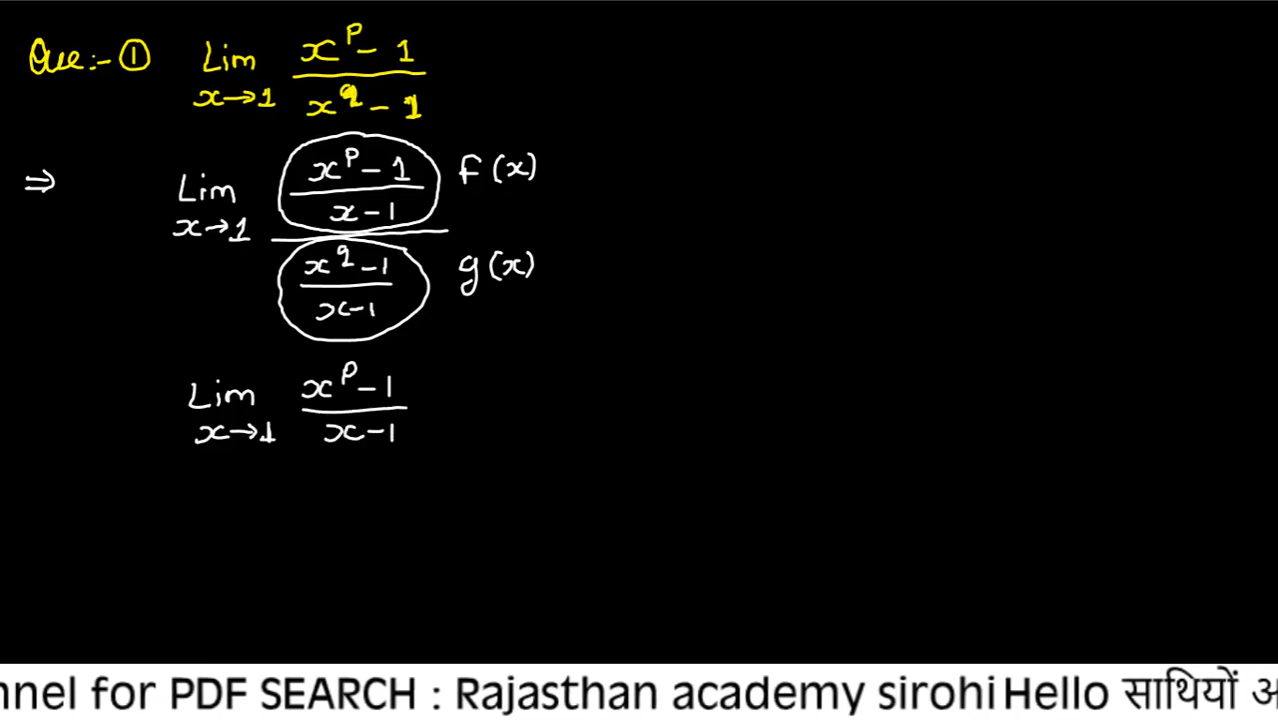 Que:- ① Lim x→1 (x^p - 1)/(x^q - 1)
⇒ Lim x→1 ((x^p - 1)/(x - 1))/((x^q - 1)/(x - 1)) f(x) g(x)
Lim x→1 (x^p - 1)/(x - 1)
nnel for PDF SEARCH : Rajasthan academy sirohi Hello साथियों अ